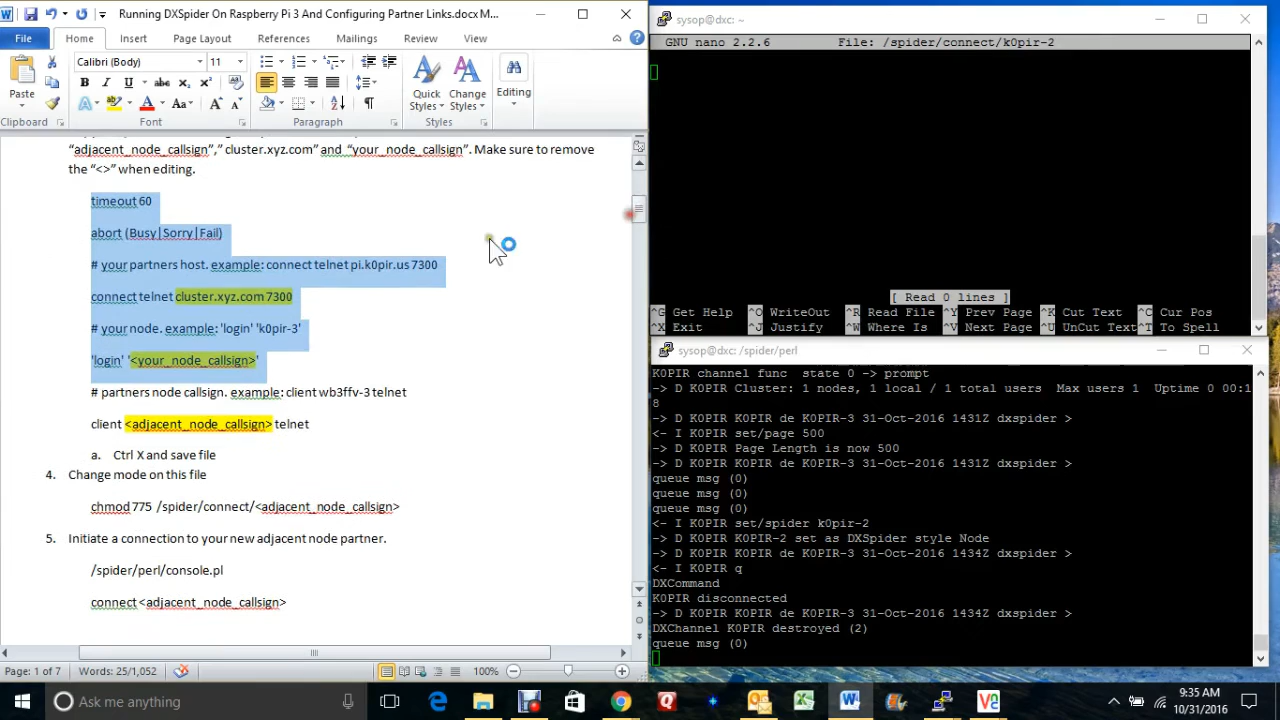 Running DXSpider On Raspberry Pi 3 And Configuring Partner Links.docx M...
File Home Insert Page Layout References Mailings Review View
Calibri (Body) 11
Paste
Quick Styles
Change Styles
Editing
Clipboard Font Paragraph Styles
"adjacent_node_callsign"," cluster.xyz.com" and "your_node_callsign". Make sure to remove
the "<>" when editing.
timeout 60
abort (Busy|Sorry|Fail)
# your partners host. example: connect telnet pi.k0pir.us 7300
connect telnet cluster.xyz.com 7300
# your node. example: 'login' 'k0pir-3'
'login' '<your_node_callsign>'
# partners node callsign. example: client wb3ffv-3 telnet
client <adjacent_node_callsign> telnet
a. Ctrl X and save file
4. Change mode on this file
chmod 775 /spider/connect/<adjacent_node_callsign>
5. Initiate a connection to your new adjacent node partner.
/spider/perl/console.pl
connect <adjacent_node_callsign>
Page: 1 of 7 Words: 25/1,052 100%
sysop@dxc: ~
GNU nano 2.2.6 File: /spider/connect/k0pir-2
[ Read 0 lines ]
^G Get Help ^O WriteOut ^R Read File ^Y Prev Page ^K Cut Text ^C Cur Pos
^X Exit ^J Justify ^W Where Is ^V Next Page ^U UnCut Text ^T To Spell
sysop@dxc: /spider/perl
K0PIR channel func state 0 -> prompt
-> D K0PIR Cluster: 1 nodes, 1 local / 1 total users Max users 1 Uptime 0 00:1
8
-> D K0PIR K0PIR de K0PIR-3 31-Oct-2016 1431Z dxspider >
<- I K0PIR set/page 500
-> D K0PIR Page Length is now 500
-> D K0PIR K0PIR de K0PIR-3 31-Oct-2016 1431Z dxspider >
queue msg (0)
queue msg (0)
queue msg (0)
<- I K0PIR set/spider k0pir-2
-> D K0PIR K0PIR-2 set as DXSpider style Node
-> D K0PIR K0PIR de K0PIR-3 31-Oct-2016 1434Z dxspider >
<- I K0PIR q
DXCommand
K0PIR disconnected
-> D K0PIR K0PIR de K0PIR-3 31-Oct-2016 1434Z dxspider >
DXChannel K0PIR destroyed (2)
queue msg (0)
Ask me anything
9:35 AM
10/31/2016